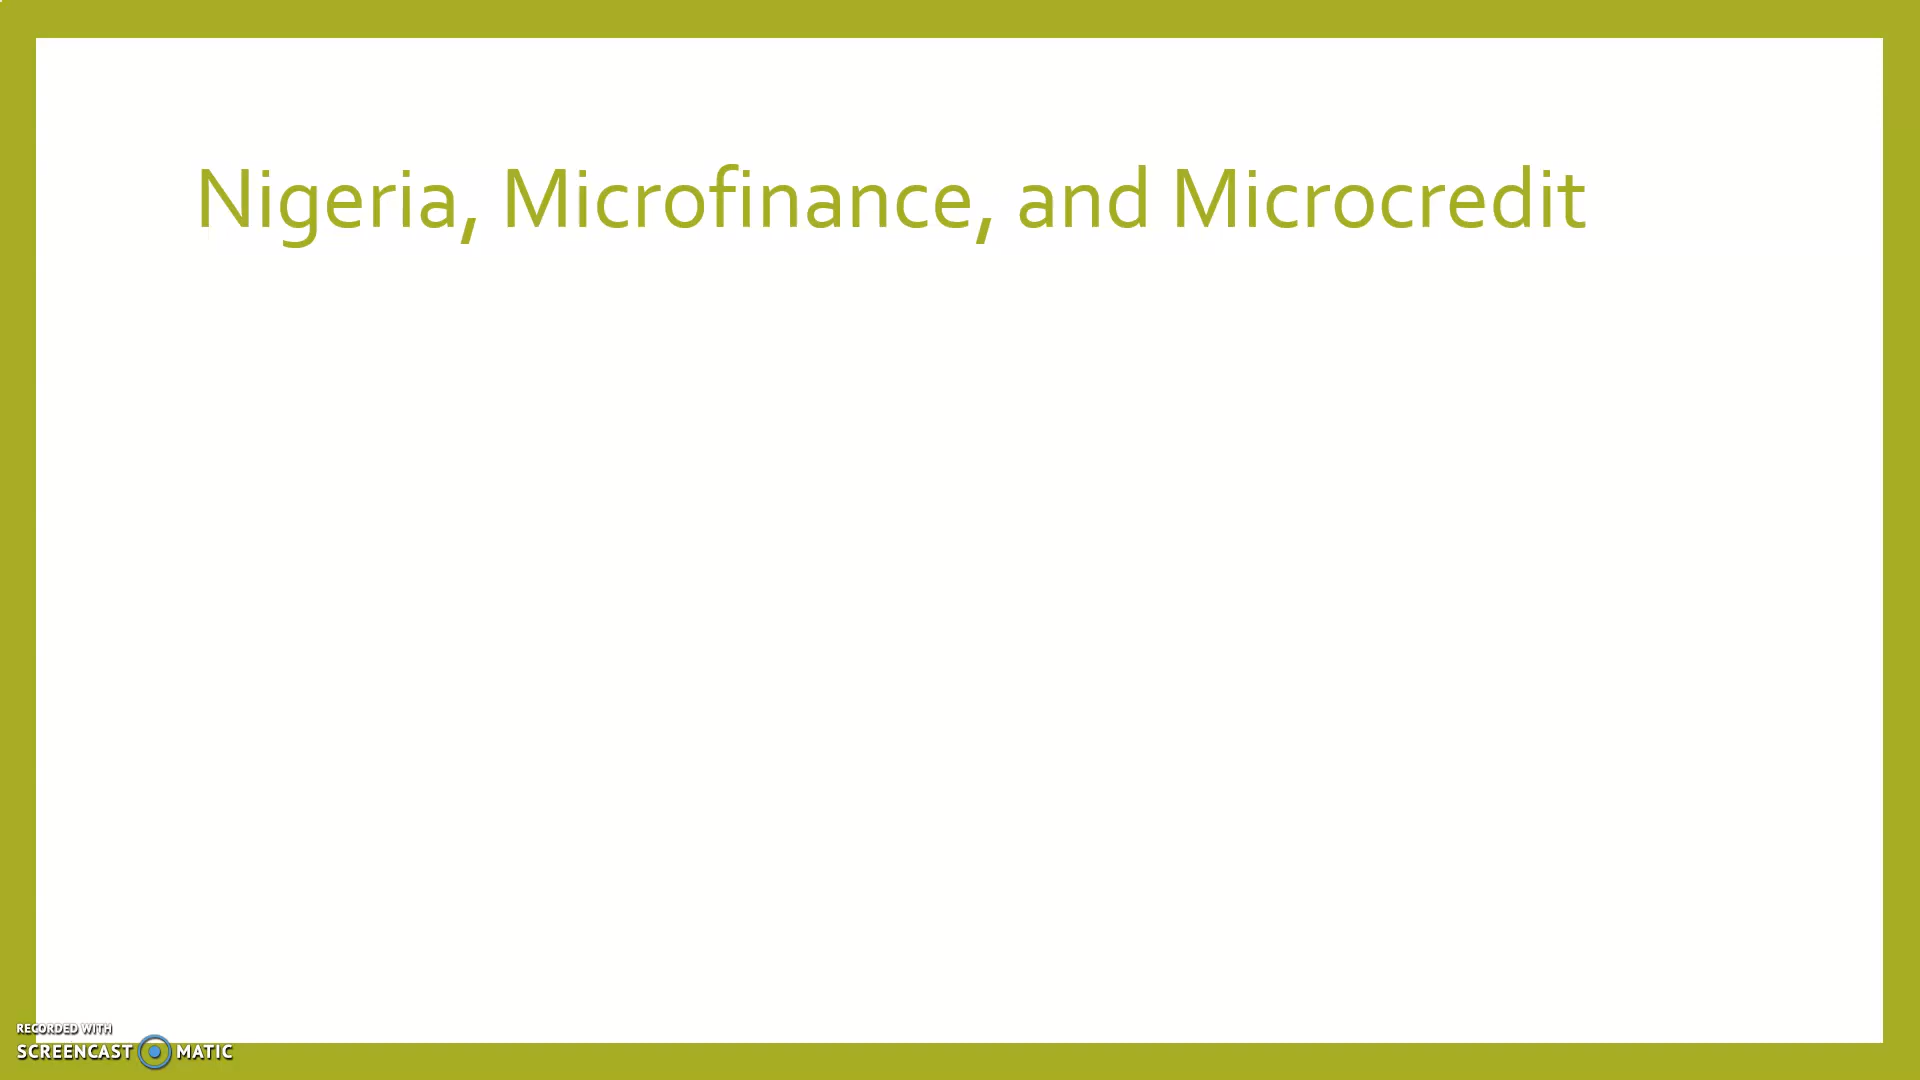 Nigeria, Microfinance, and Microcredit
RECORDED WITH
SCREENCAST MATIC